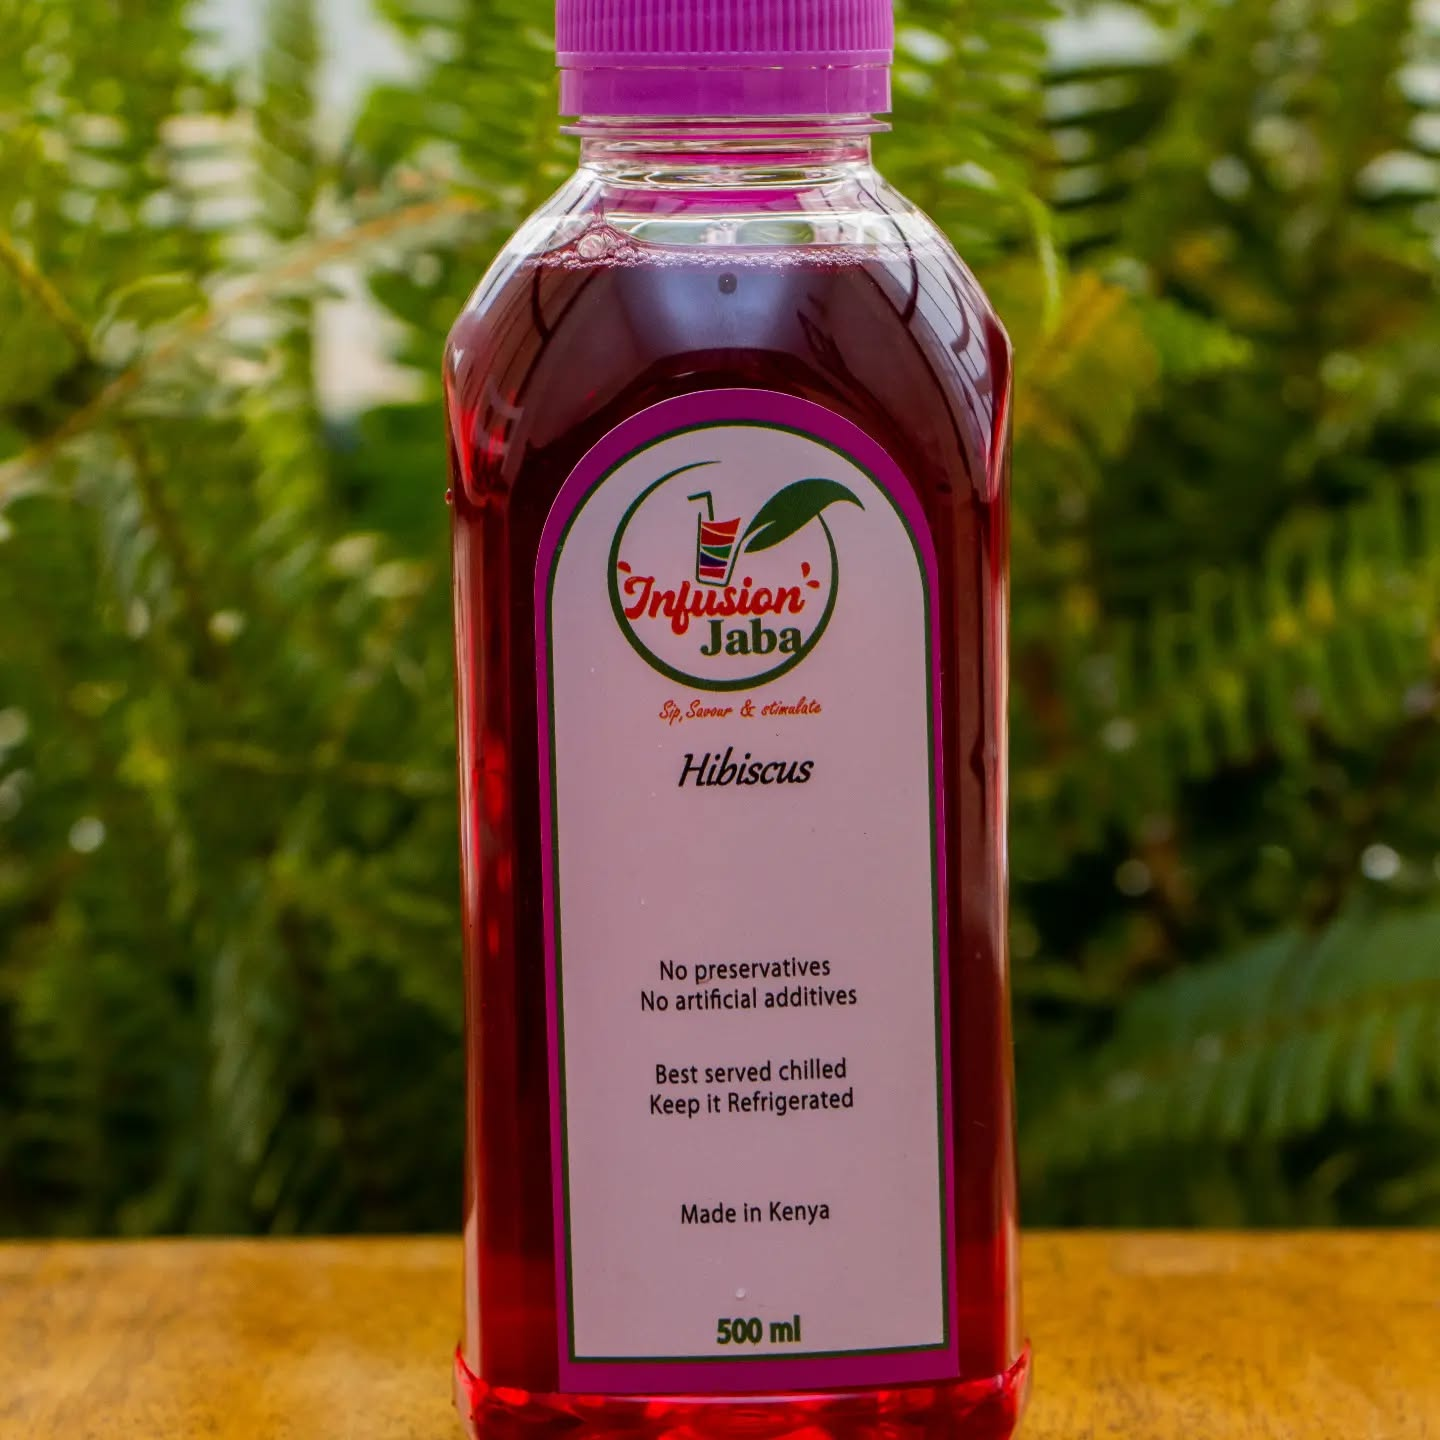 Infusion
Jaba
Sip, Savour & stimulate
Hibiscus
No preservatives
No artificial additives
Best served chilled
Keep it Refrigerated
Made in Kenya
500 ml